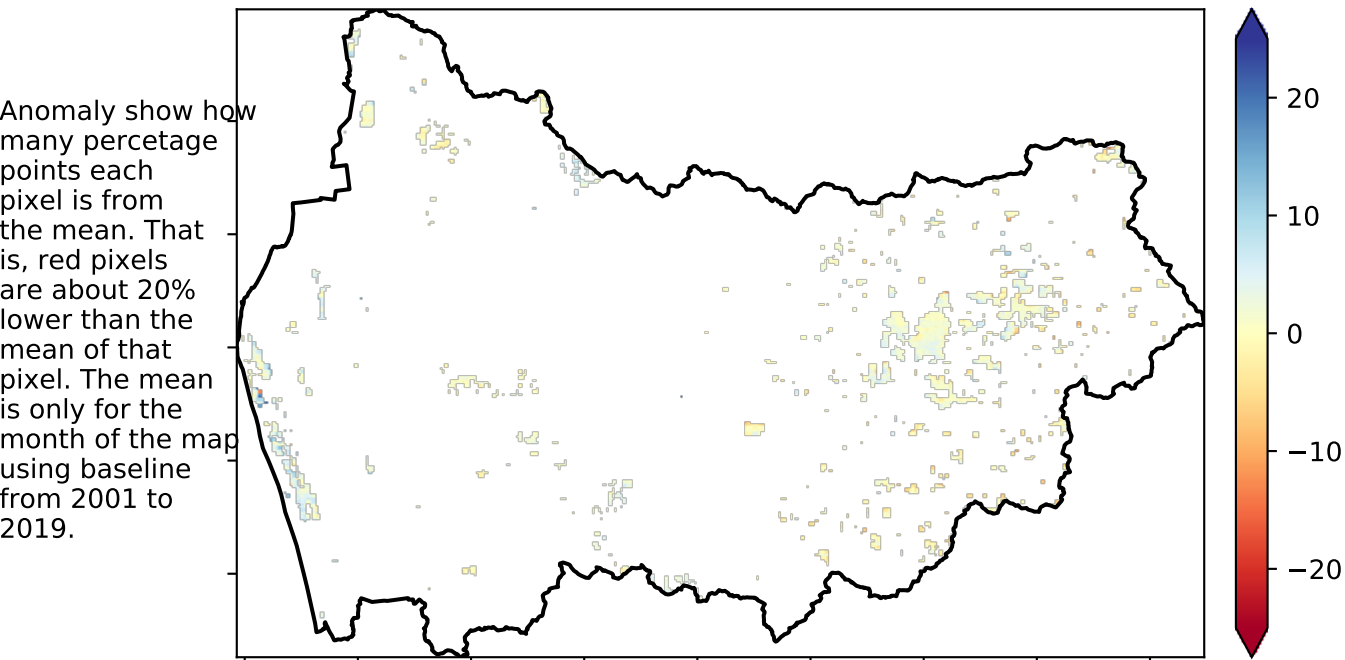 Anomaly show how
many percetage
points each
pixel is from
the mean. That
is, red pixels
are about 20%
lower than the
mean of that
pixel. The mean
is only for the
month of the map
using baseline
from 2001 to
2019.
20
10
0
−10
−20